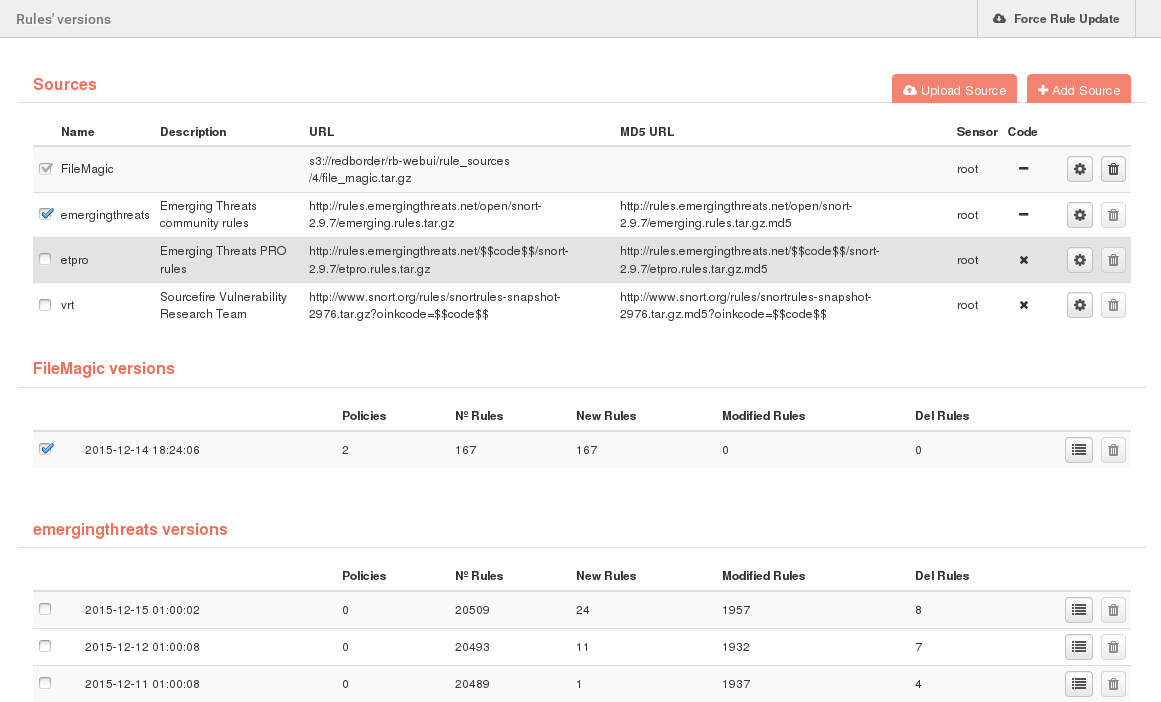 Rules' versions
Force Rule Update
Sources
Upload Source
Add Source
Name Description URL MD5 URL Sensor Code
FileMagic s3://redborder/rb-webui/rule_sources root
/4/file_magic.tar.gz
emergingthreats Emerging Threats http://rules.emergingthreats.net/open/snort- http://rules.emergingthreats.net/open/snort- root
community rules 2.9.7/emerging.rules.tar.gz 2.9.7/emerging.rules.tar.gz.md5
etpro Emerging Threats PRO http://rules.emergingthreats.net/$$code$$/snort- http://rules.emergingthreats.net/$$code$$/snort- root
rules 2.9.7/etpro.rules.tar.gz 2.9.7/etpro.rules.tar.gz.md5
vrt Sourcefire Vulnerability http://www.snort.org/rules/snortrules-snapshot- http://www.snort.org/rules/snortrules-snapshot- root
Research Team 2976.tar.gz?oinkcode=$$code$$ 2976.tar.gz.md5?oinkcode=$$code$$
FileMagic versions
Policies Nº Rules New Rules Modified Rules Del Rules
2015-12-14 18:24:06 2 167 167 0 0
emergingthreats versions
Policies Nº Rules New Rules Modified Rules Del Rules
2015-12-15 01:00:02 0 20509 24 1957 8
2015-12-12 01:00:08 0 20493 11 1932 7
2015-12-11 01:00:08 0 20489 1 1937 4